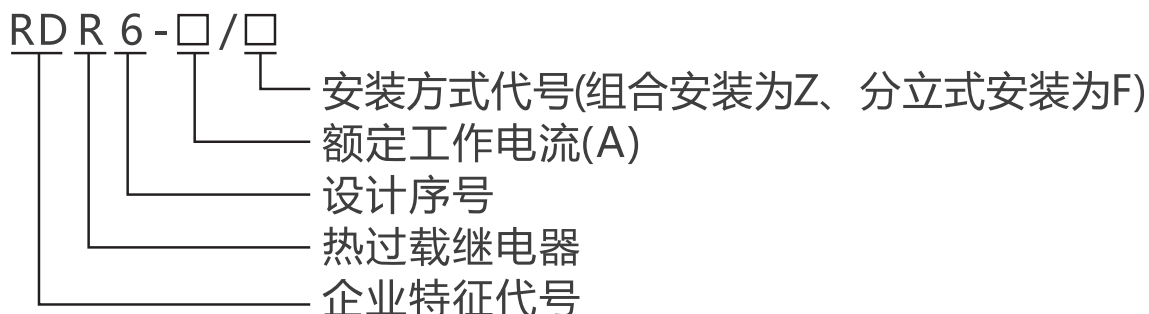 RD R 6-□/□
安装方式代号(组合安装为Z、分立式安装为F)
额定工作电流(A)
设计序号
热过载继电器
企业特征代号